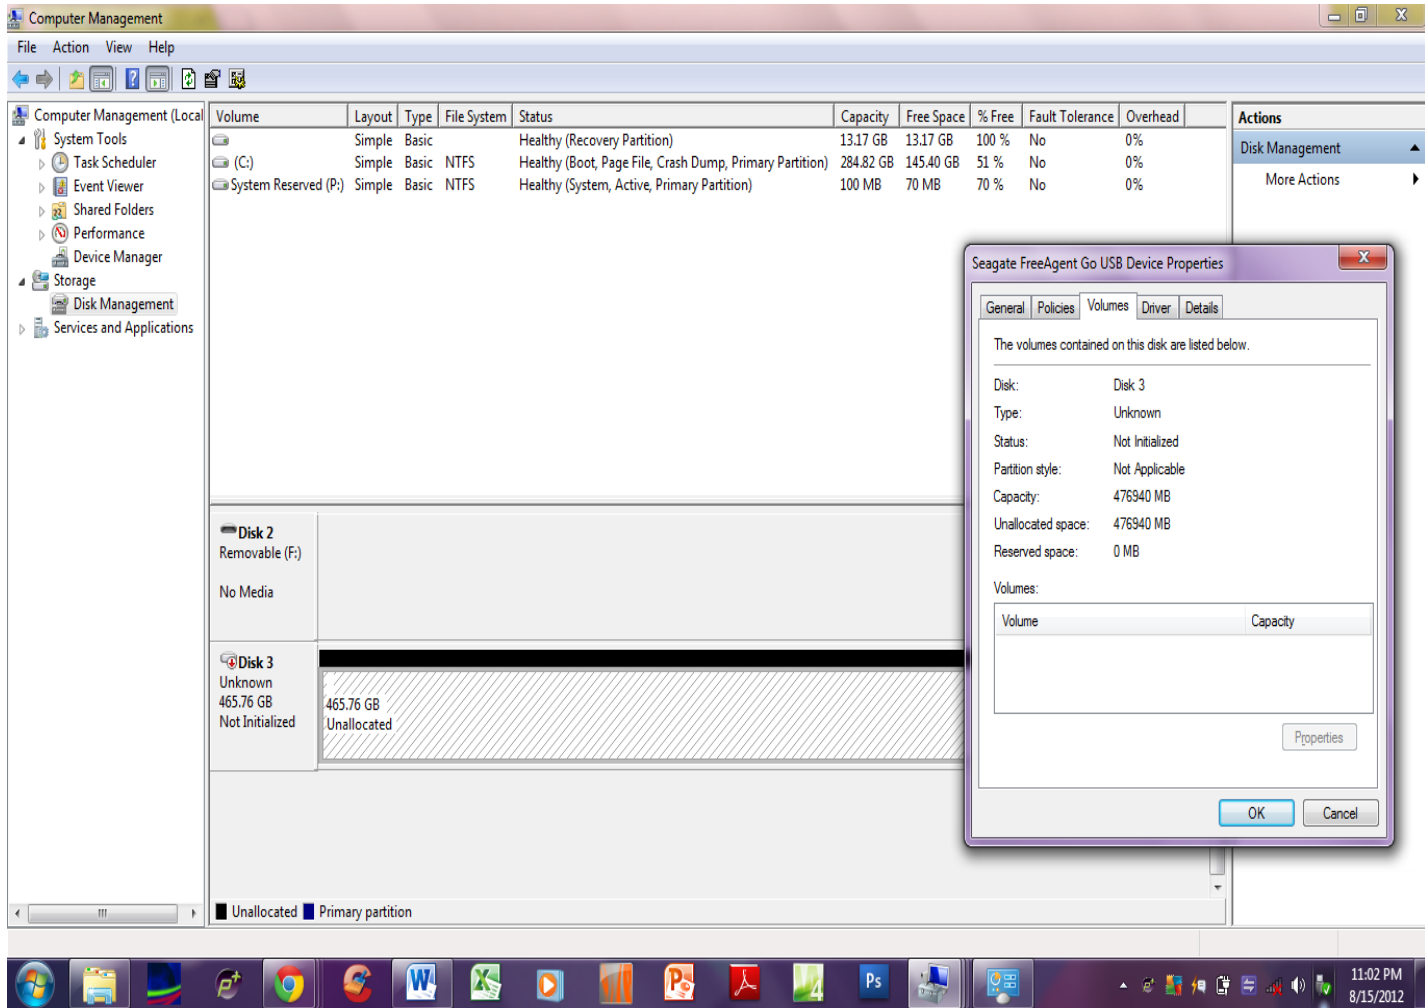 Computer Management
File Action View Help
Computer Management (Local
System Tools
Task Scheduler
Event Viewer
Shared Folders
Performance
Device Manager
Storage
Disk Management
Services and Applications
Volume Layout Type File System Status Capacity Free Space % Free Fault Tolerance Overhead
Simple Basic Healthy (Recovery Partition) 13.17 GB 13.17 GB 100 % No 0%
(C:) Simple Basic NTFS Healthy (Boot, Page File, Crash Dump, Primary Partition) 284.82 GB 145.40 GB 51 % No 0%
System Reserved (P:) Simple Basic NTFS Healthy (System, Active, Primary Partition) 100 MB 70 MB 70 % No 0%
Actions
Disk Management
More Actions
Seagate FreeAgent Go USB Device Properties
General Policies Volumes Driver Details
The volumes contained on this disk are listed below.
Disk: Disk 3
Type: Unknown
Status: Not Initialized
Partition style: Not Applicable
Capacity: 476940 MB
Unallocated space: 476940 MB
Reserved space: 0 MB
Volumes:
Volume Capacity
Properties
OK Cancel
Disk 2
Removable (F:)
No Media
Disk 3
Unknown
465.76 GB
Not Initialized
465.76 GB
Unallocated
Unallocated Primary partition
Ps
11:02 PM
8/15/2012